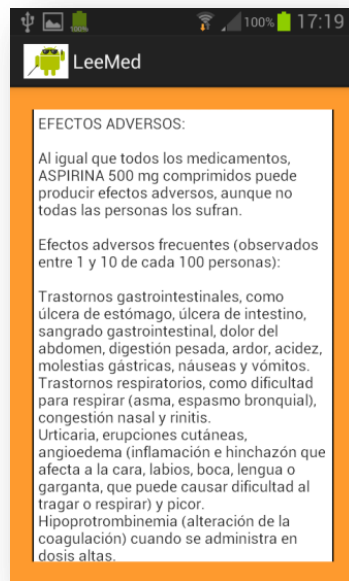 100% 17:19
100%
LeeMed
EFECTOS ADVERSOS:
Al igual que todos los medicamentos,
ASPIRINA 500 mg comprimidos puede
producir efectos adversos, aunque no
todas las personas los sufran.
Efectos adversos frecuentes (observados
entre 1 y 10 de cada 100 personas):
Trastornos gastrointestinales, como
úlcera de estómago, úlcera de intestino,
sangrado gastrointestinal, dolor del
abdomen, digestión pesada, ardor, acidez,
molestias gástricas, náuseas y vómitos.
Trastornos respiratorios, como dificultad
para respirar (asma, espasmo bronquial),
congestión nasal y rinitis.
Urticaria, erupciones cutáneas,
angioedema (inflamación e hinchazón que
afecta a la cara, labios, boca, lengua o
garganta, que puede causar dificultad al
tragar o respirar) y picor.
Hipoprotrombinemia (alteración de la
coagulación) cuando se administra en
dosis altas.